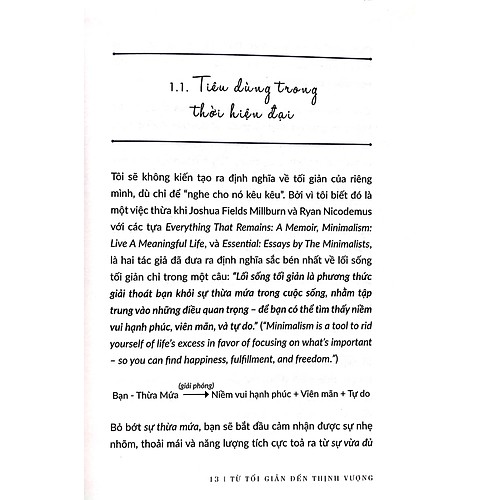 1.1. Tiêu dùng trong
thời hiện đại
Tôi sẽ không kiến tạo ra định nghĩa về tối giản của riêng
mình, dù chỉ để “nghe cho nó kêu kêu”. Bởi vì tôi biết đó là
một việc thừa khi Joshua Fields Millburn và Ryan Nicodemus
với các tựa Everything That Remains: A Memoir, Minimalism:
Live A Meaningful Life, và Essential: Essays by The Minimalists,
là hai tác giả đã đưa ra định nghĩa sắc bén nhất về lối sống
tối giản chỉ trong một câu: “Lối sống tối giản là phương thức
giải thoát bạn khỏi sự thừa mứa trong cuộc sống, nhằm tập
trung vào những điều quan trọng – để bạn có thể tìm thấy niềm
vui hạnh phúc, viên mãn, và tự do.” (“Minimalism is a tool to rid
yourself of life’s excess in favor of focusing on what’s important
– so you can find happiness, fulfillment, and freedom.”)
(giải phóng)
Bạn - Thừa Mứa ⟶ Niềm vui hạnh phúc + Viên mãn + Tự do
Bỏ bớt sự thừa mứa, bạn sẽ bắt đầu cảm nhận được sự nhẹ
nhõm, thoải mái và năng lượng tích cực toả ra từ sự vừa đủ
13 | TỪ TỐI GIẢN ĐẾN THỊNH VƯỢNG